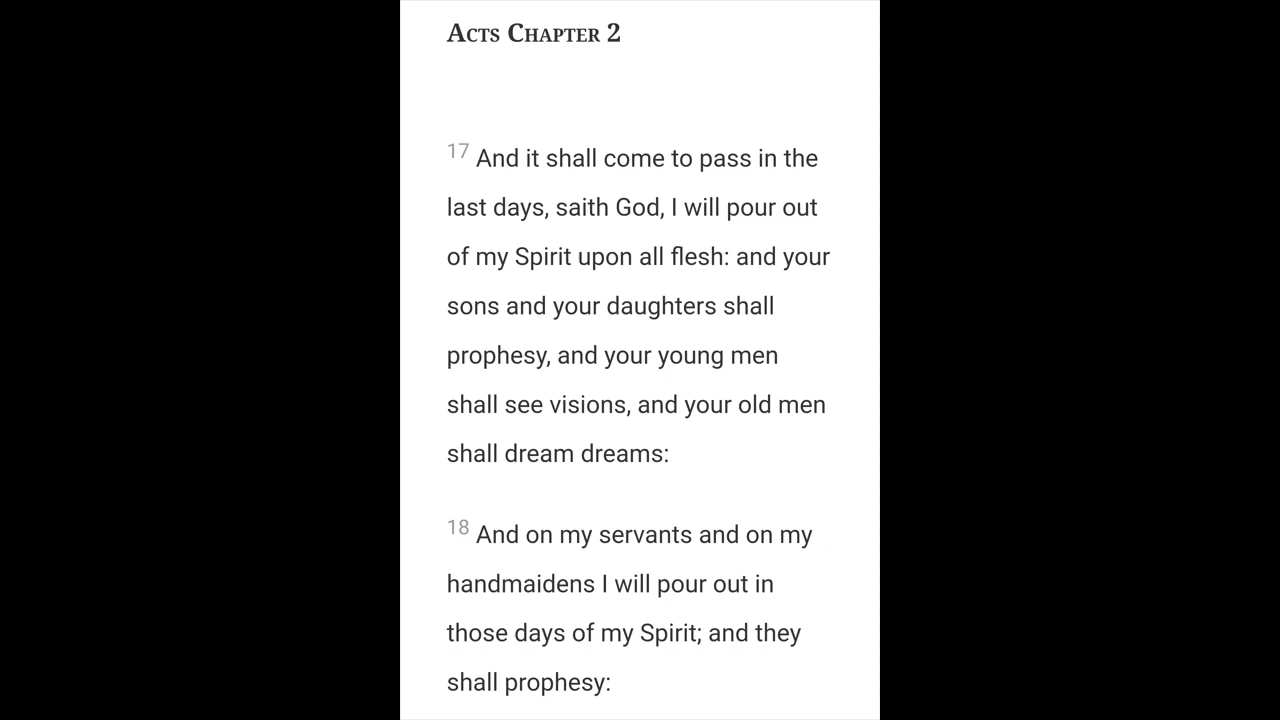 Acts Chapter 2
17 And it shall come to pass in the
last days, saith God, I will pour out
of my Spirit upon all flesh: and your
sons and your daughters shall
prophesy, and your young men
shall see visions, and your old men
shall dream dreams:
18 And on my servants and on my
handmaidens I will pour out in
those days of my Spirit; and they
shall prophesy: